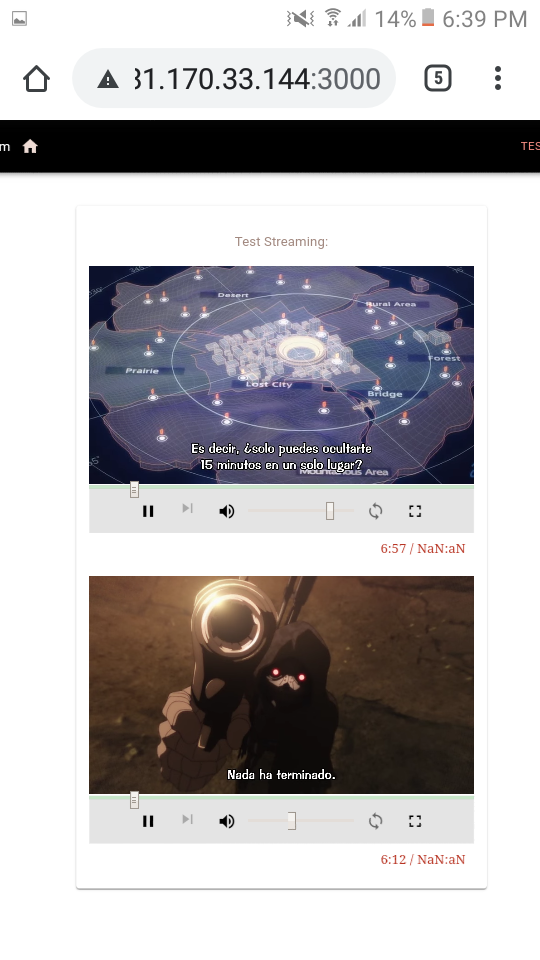 14% 6:39 PM
31.170.33.144:3000
5
m
TES
Test Streaming:
Desert
Rural Area
Forest
Prairie
Lost City
Bridge
Mountainous Area
Es decir, ¿solo puedes ocultarte
15 minutos en un solo lugar?
6:57 / NaN:aN
Nada ha terminado.
6:12 / NaN:aN